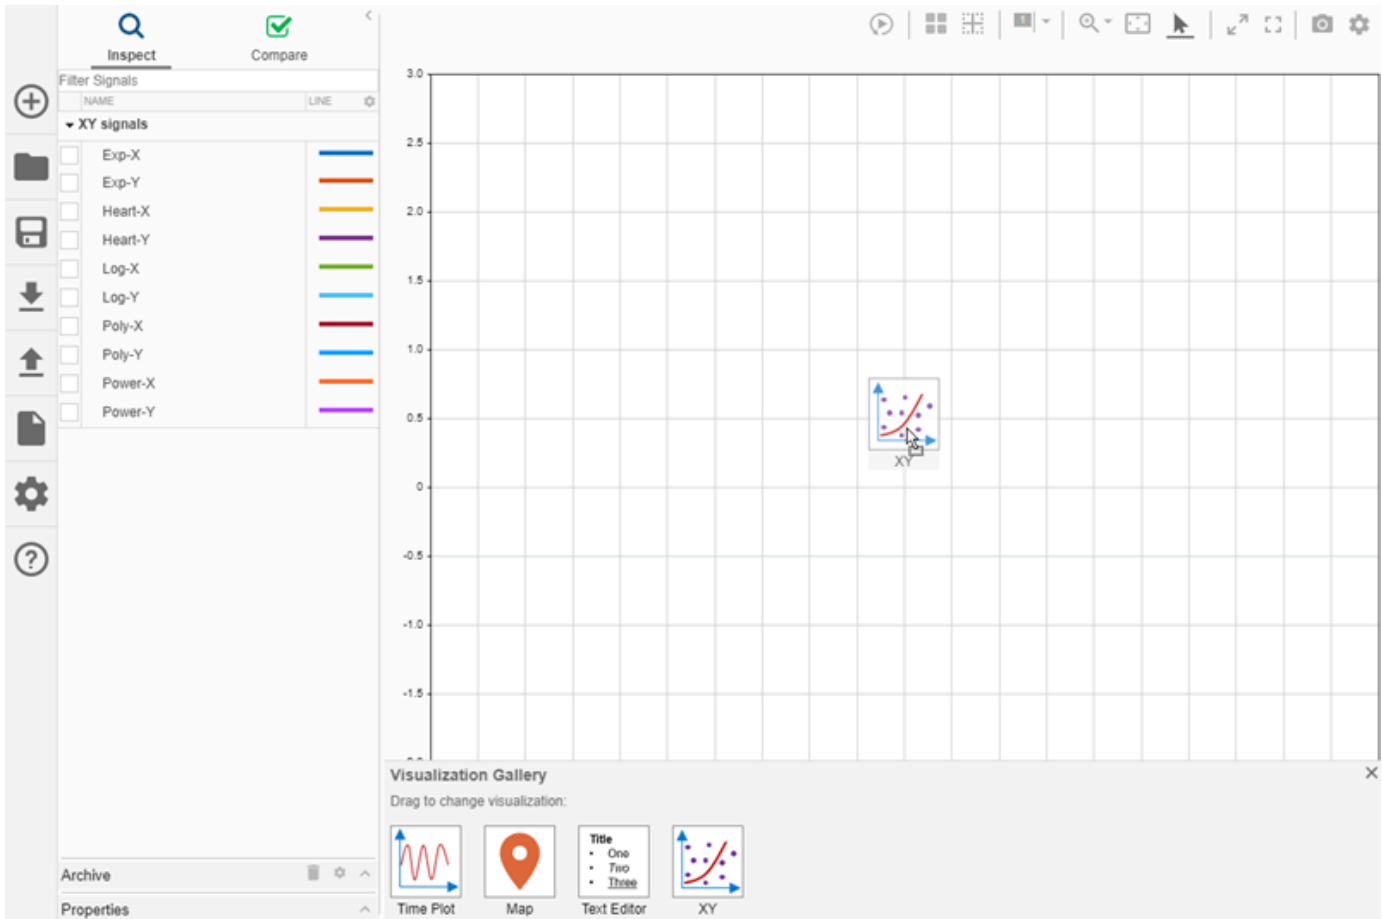 Inspect
Compare
Filter Signals
NAME
LINE
XY signals
Exp-X
Exp-Y
Heart-X
Heart-Y
Log-X
Log-Y
Poly-X
Poly-Y
Power-X
Power-Y
Archive
Properties
1
3.0
2.5
2.0
1.5
1.0
0.5
0
-0.5
-1.0
-1.5
XY
Visualization Gallery
Drag to change visualization:
Title
• One
• Two
• Three
Time Plot
Map
Text Editor
XY